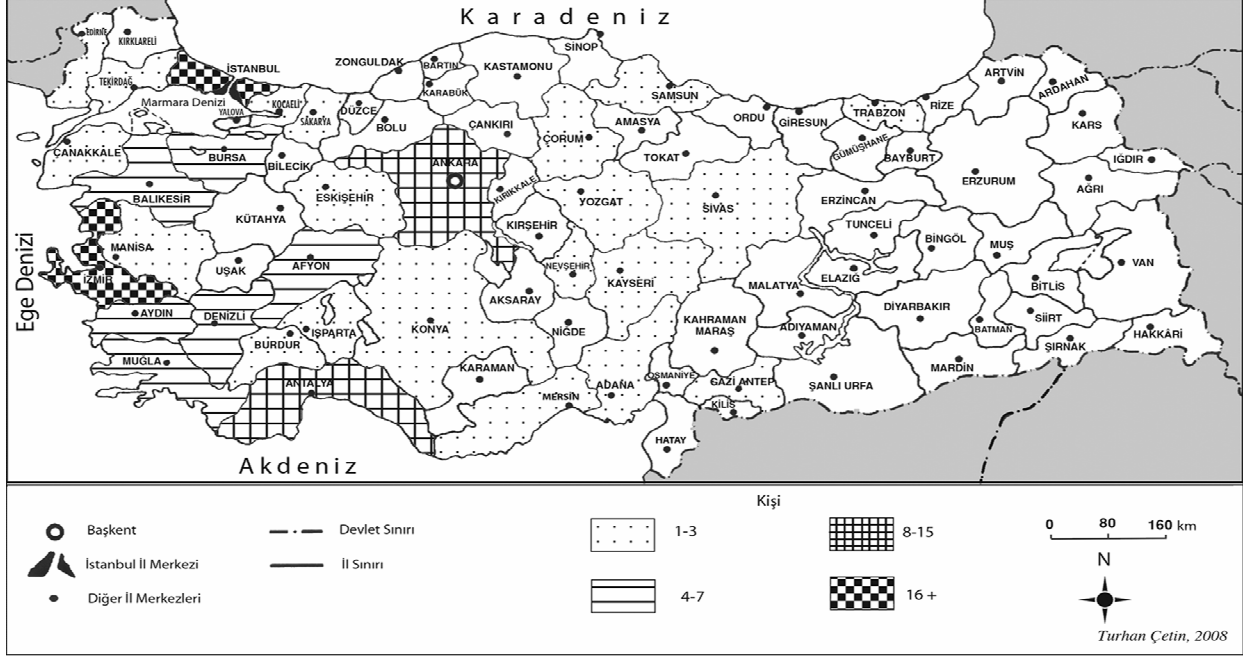 Karadeniz
EDİRNE
KIRKLARELİ
TEKİRDAĞ
İSTANBUL
Marmara Denizi
YALOVA
KOCAELİ
SAKARYA
DÜZCE
ZONGULDAK
BARTIN
KARABÜK
BOLU
KASTAMONU
SİNOP
ÇANKIRI
SAMSUN
AMASYA
ÇORUM
TOKAT
ORDU
GİRESUN
TRABZON
GÜMÜŞHANE
BAYBURT
RİZE
ARTVİN
ARDAHAN
KARS
IĞDIR
AĞRI
ERZURUM
ERZİNCAN
ÇANAKKALE
BURSA
BİLECİK
BALIKESİR
KÜTAHYA
ESKİŞEHİR
ANKARA
KIRIKKALE
YOZGAT
SİVAS
KIRŞEHİR
NEVŞEHİR
KAYSERİ
TUNCELİ
BİNGÖL
MUŞ
VAN
BİTLİS
ELAZIĞ
MALATYA
Ege Denizi
MANİSA
İZMİR
UŞAK
AFYON
AYDIN
DENİZLİ
BURDUR
IŞPARTA
KONYA
AKSARAY
NİĞDE
KAHRAMAN
MARAŞ
ADIYAMAN
DİYARBAKIR
BATMAN
SİİRT
ŞIRNAK
HAKKÂRİ
MARDİN
ŞANLI URFA
MUĞLA
ANTALYA
KARAMAN
MERSİN
ADANA
OSMANİYE
GAZİ ANTEP
KİLİS
HATAY
Akdeniz
Kişi
Başkent
İstanbul İl Merkezi
Diğer İl Merkezleri
Devlet Sınırı
İl Sınırı
1-3
4-7
8-15
16 +
0 80 160 km
N
Turhan Çetin, 2008